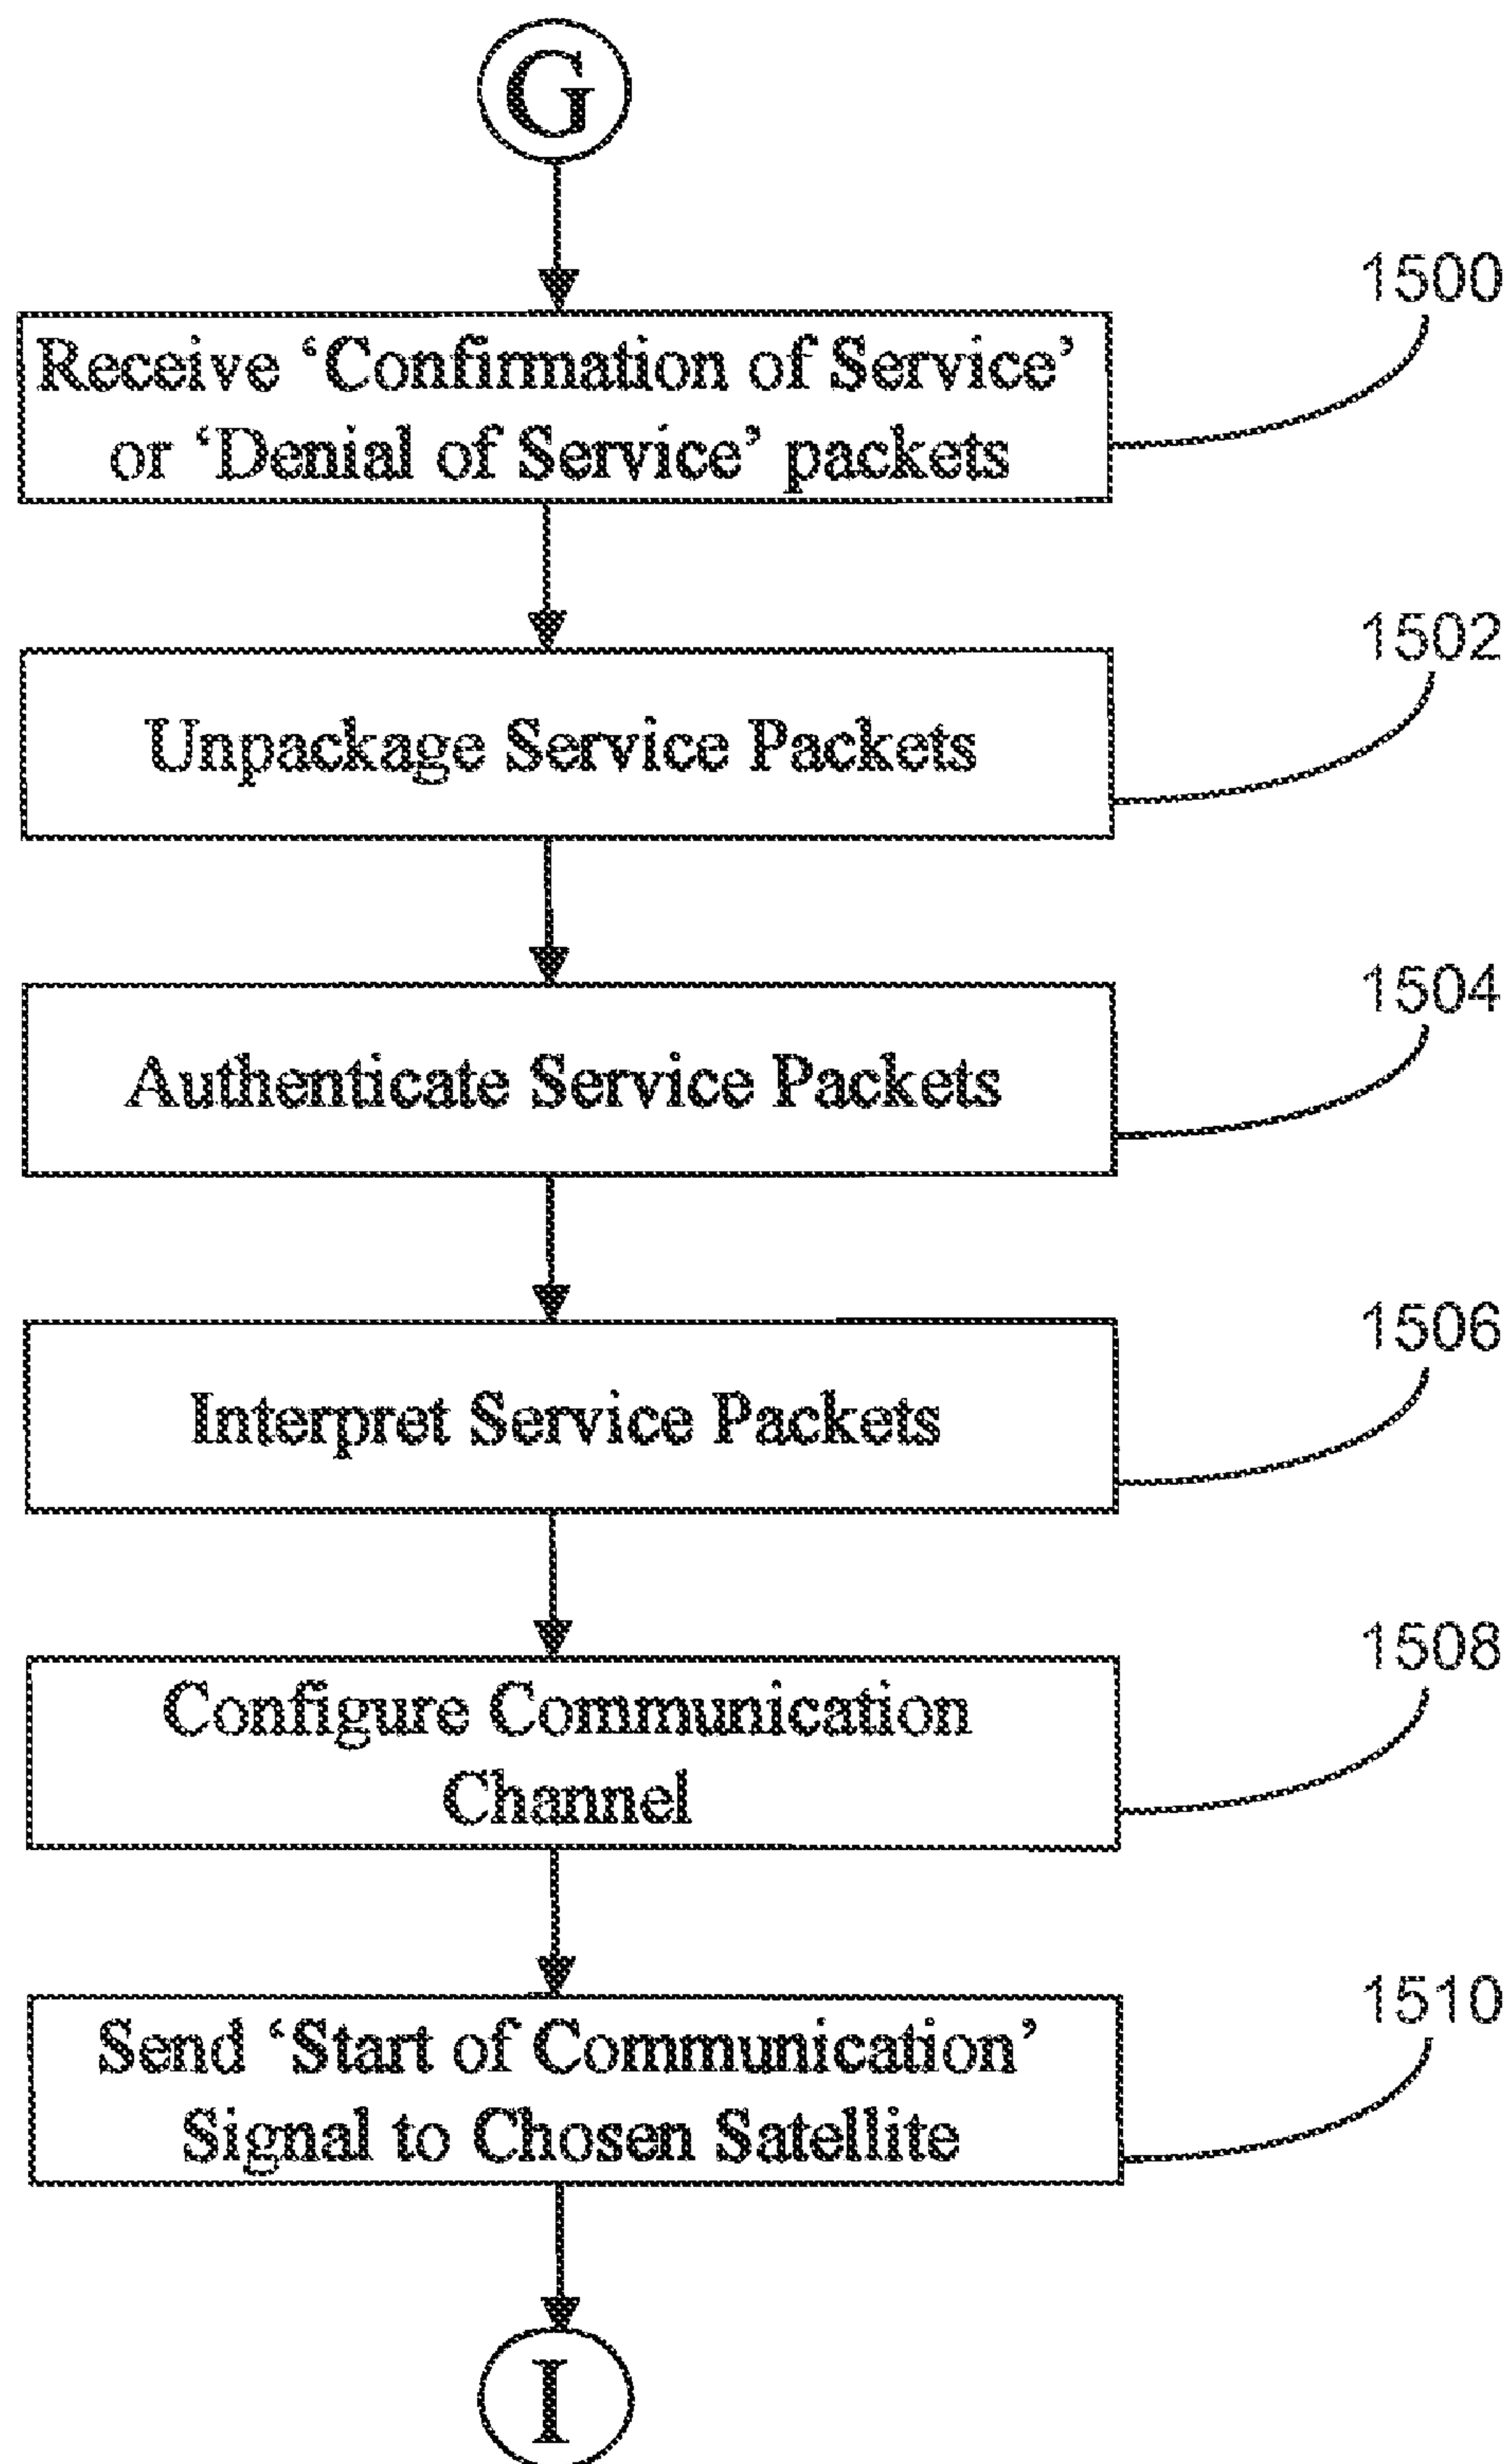 G
1500
Receive ‘Confirmation of Service’
or ‘Denial of Service’ packets
1502
Unpackage Service Packets
1504
Authenticate Service Packets
1506
Interpret Service Packets
1508
Configure Communication
Channel
1510
Send ‘Start of Communication’
Signal to Chosen Satellite
I